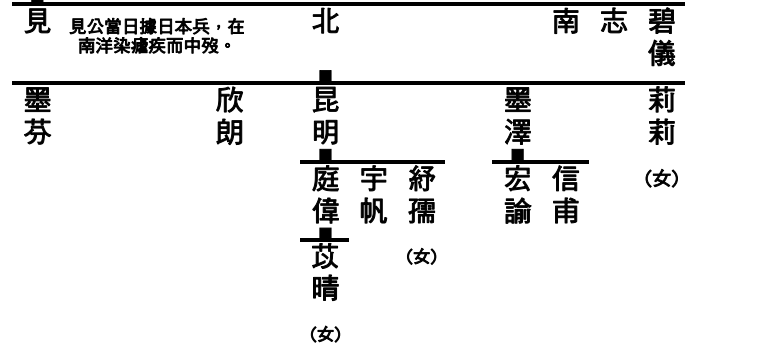 見 見公當日據日本兵，在 北 南 志 碧儀
南洋染瘧疾而中歿。
墨芬 欣朗 昆明 墨澤 莉莉
(女)
庭偉 宇帆 紓孺 宏諭 信甫
(女)
苡晴
(女)